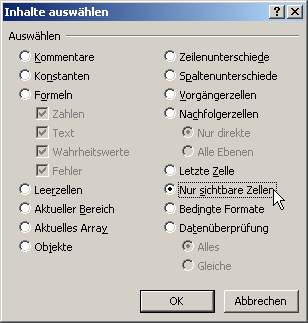 Inhalte auswählen
Auswählen
Kommentare
Konstanten
Formeln
Zahlen
Text
Wahrheitswerte
Fehler
Leerzellen
Aktueller Bereich
Aktuelles Array
Objekte
Zeilenunterschiede
Spaltenunterschiede
Vorgängerzellen
Nachfolgerzellen
Nur direkte
Alle Ebenen
Letzte Zelle
Nur sichtbare Zellen
Bedingte Formate
Datenüberprüfung
Alles
Gleiche
OK
Abbrechen